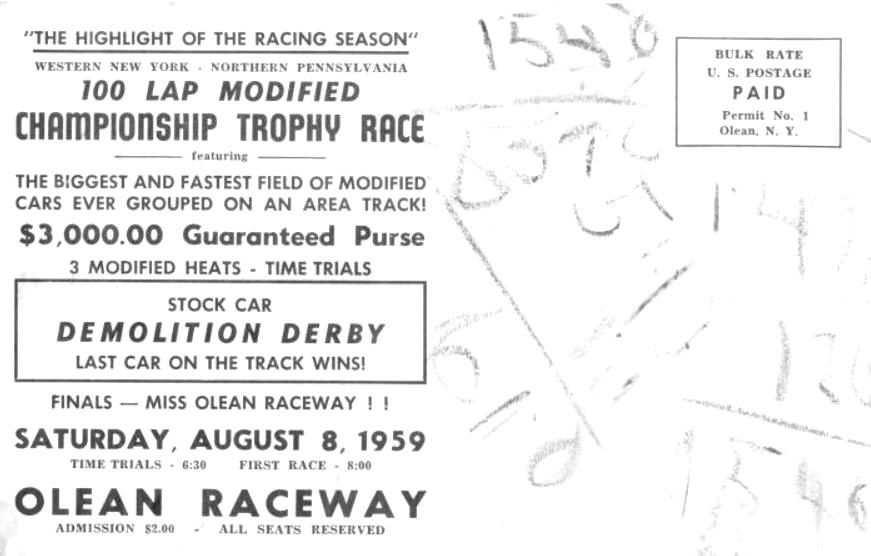 "THE HIGHLIGHT OF THE RACING SEASON"
WESTERN NEW YORK - NORTHERN PENNSYLVANIA
100 LAP MODIFIED
CHAMPIONSHIP TROPHY RACE
featuring
THE BIGGEST AND FASTEST FIELD OF MODIFIED
CARS EVER GROUPED ON AN AREA TRACK!
$3,000.00 Guaranteed Purse
3 MODIFIED HEATS - TIME TRIALS
STOCK CAR
DEMOLITION DERBY
LAST CAR ON THE TRACK WINS!
FINALS — MISS OLEAN RACEWAY ! !
SATURDAY, AUGUST 8, 1959
TIME TRIALS - 6:30 FIRST RACE - 8:00
OLEAN RACEWAY
ADMISSION $2.00 - ALL SEATS RESERVED
1540
BULK RATE
U. S. POSTAGE
PAID
Permit No. 1
Olean, N. Y.